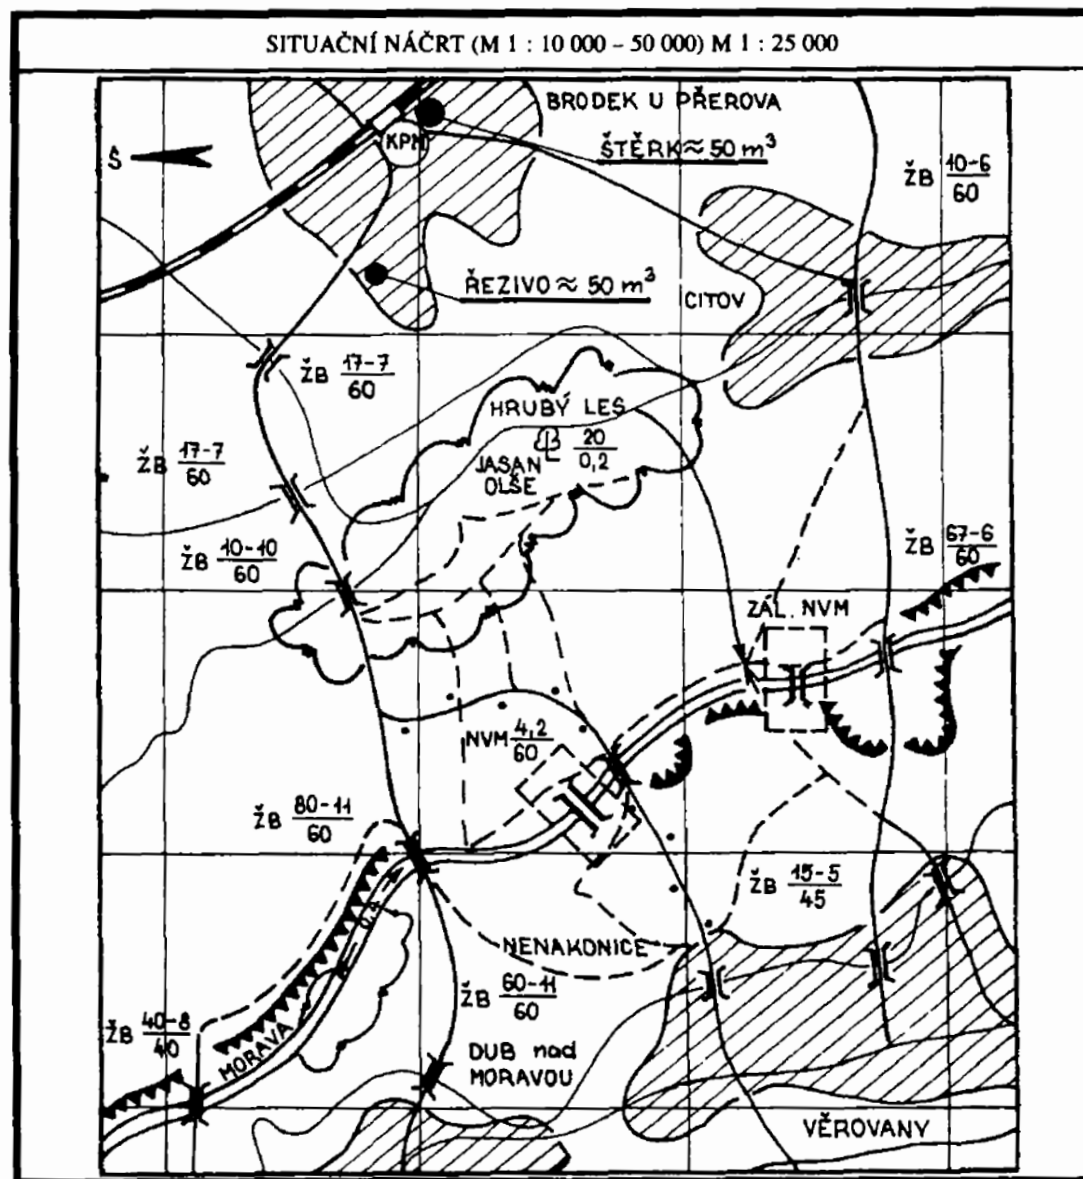 SITUAČNÍ NÁČRT (M 1 : 10 000 – 50 000) M 1 : 25 000
BRODEK U PŘEROVA
KPM
ŠTĚRK ≈ 50 m³
Š
ŽB 10-6
60
ŘEZIVO ≈ 50 m³
CITOV
ŽB 17-7
60
HRUBÝ LES
20
0,2
JASAN
OLŠE
ŽB 17-7
60
ŽB 10-10
60
ŽB 67-6
60
ZÁL. NVM
NVM 4,2
60
ŽB 80-11
60
ŽB 15-5
45
0,4
NENAKONICE
ŽB 60-11
60
ŽB 40-8
40
MORAVA
DUB nad
MORAVOU
VĚROVANY